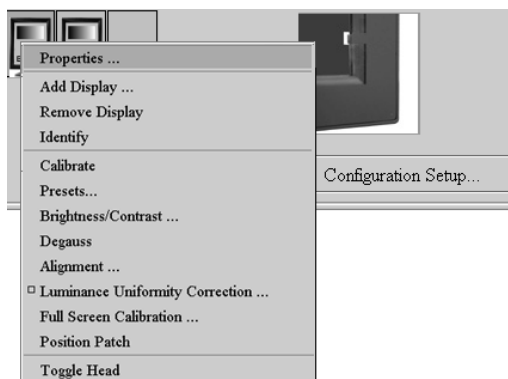 Properties ...
Add Display ...
Remove Display
Identify
Calibrate
Presets...
Brightness/Contrast ...
Degauss
Alignment ...
Luminance Uniformity Correction ...
Full Screen Calibration ...
Position Patch
Toggle Head
Configuration Setup...